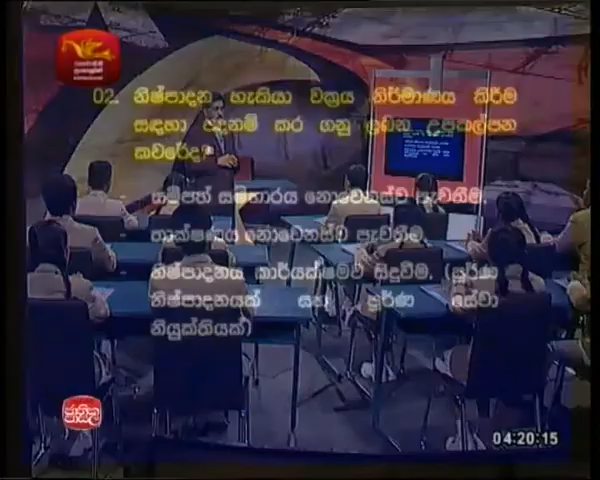 02. නිෂ්පාදන හැකියා වක්‍රය නිර්මාණය කිරීම
සඳහා පදනම් කර ගනු ලබන උපකල්පන
කවරේද?
සම්පත් සම්භාරය නොවෙනස්ව පැවතීම.
තාක්ෂණය නොවෙනස්ව පැවතීම
නිෂ්පාදනය කාර්යක්ෂමව සිදුවීම. (පූර්ණ
නිෂ්පාදනයක් සහ පූර්ණ සේවා
නියුක්තියක්)
ජාතික
04:20:15